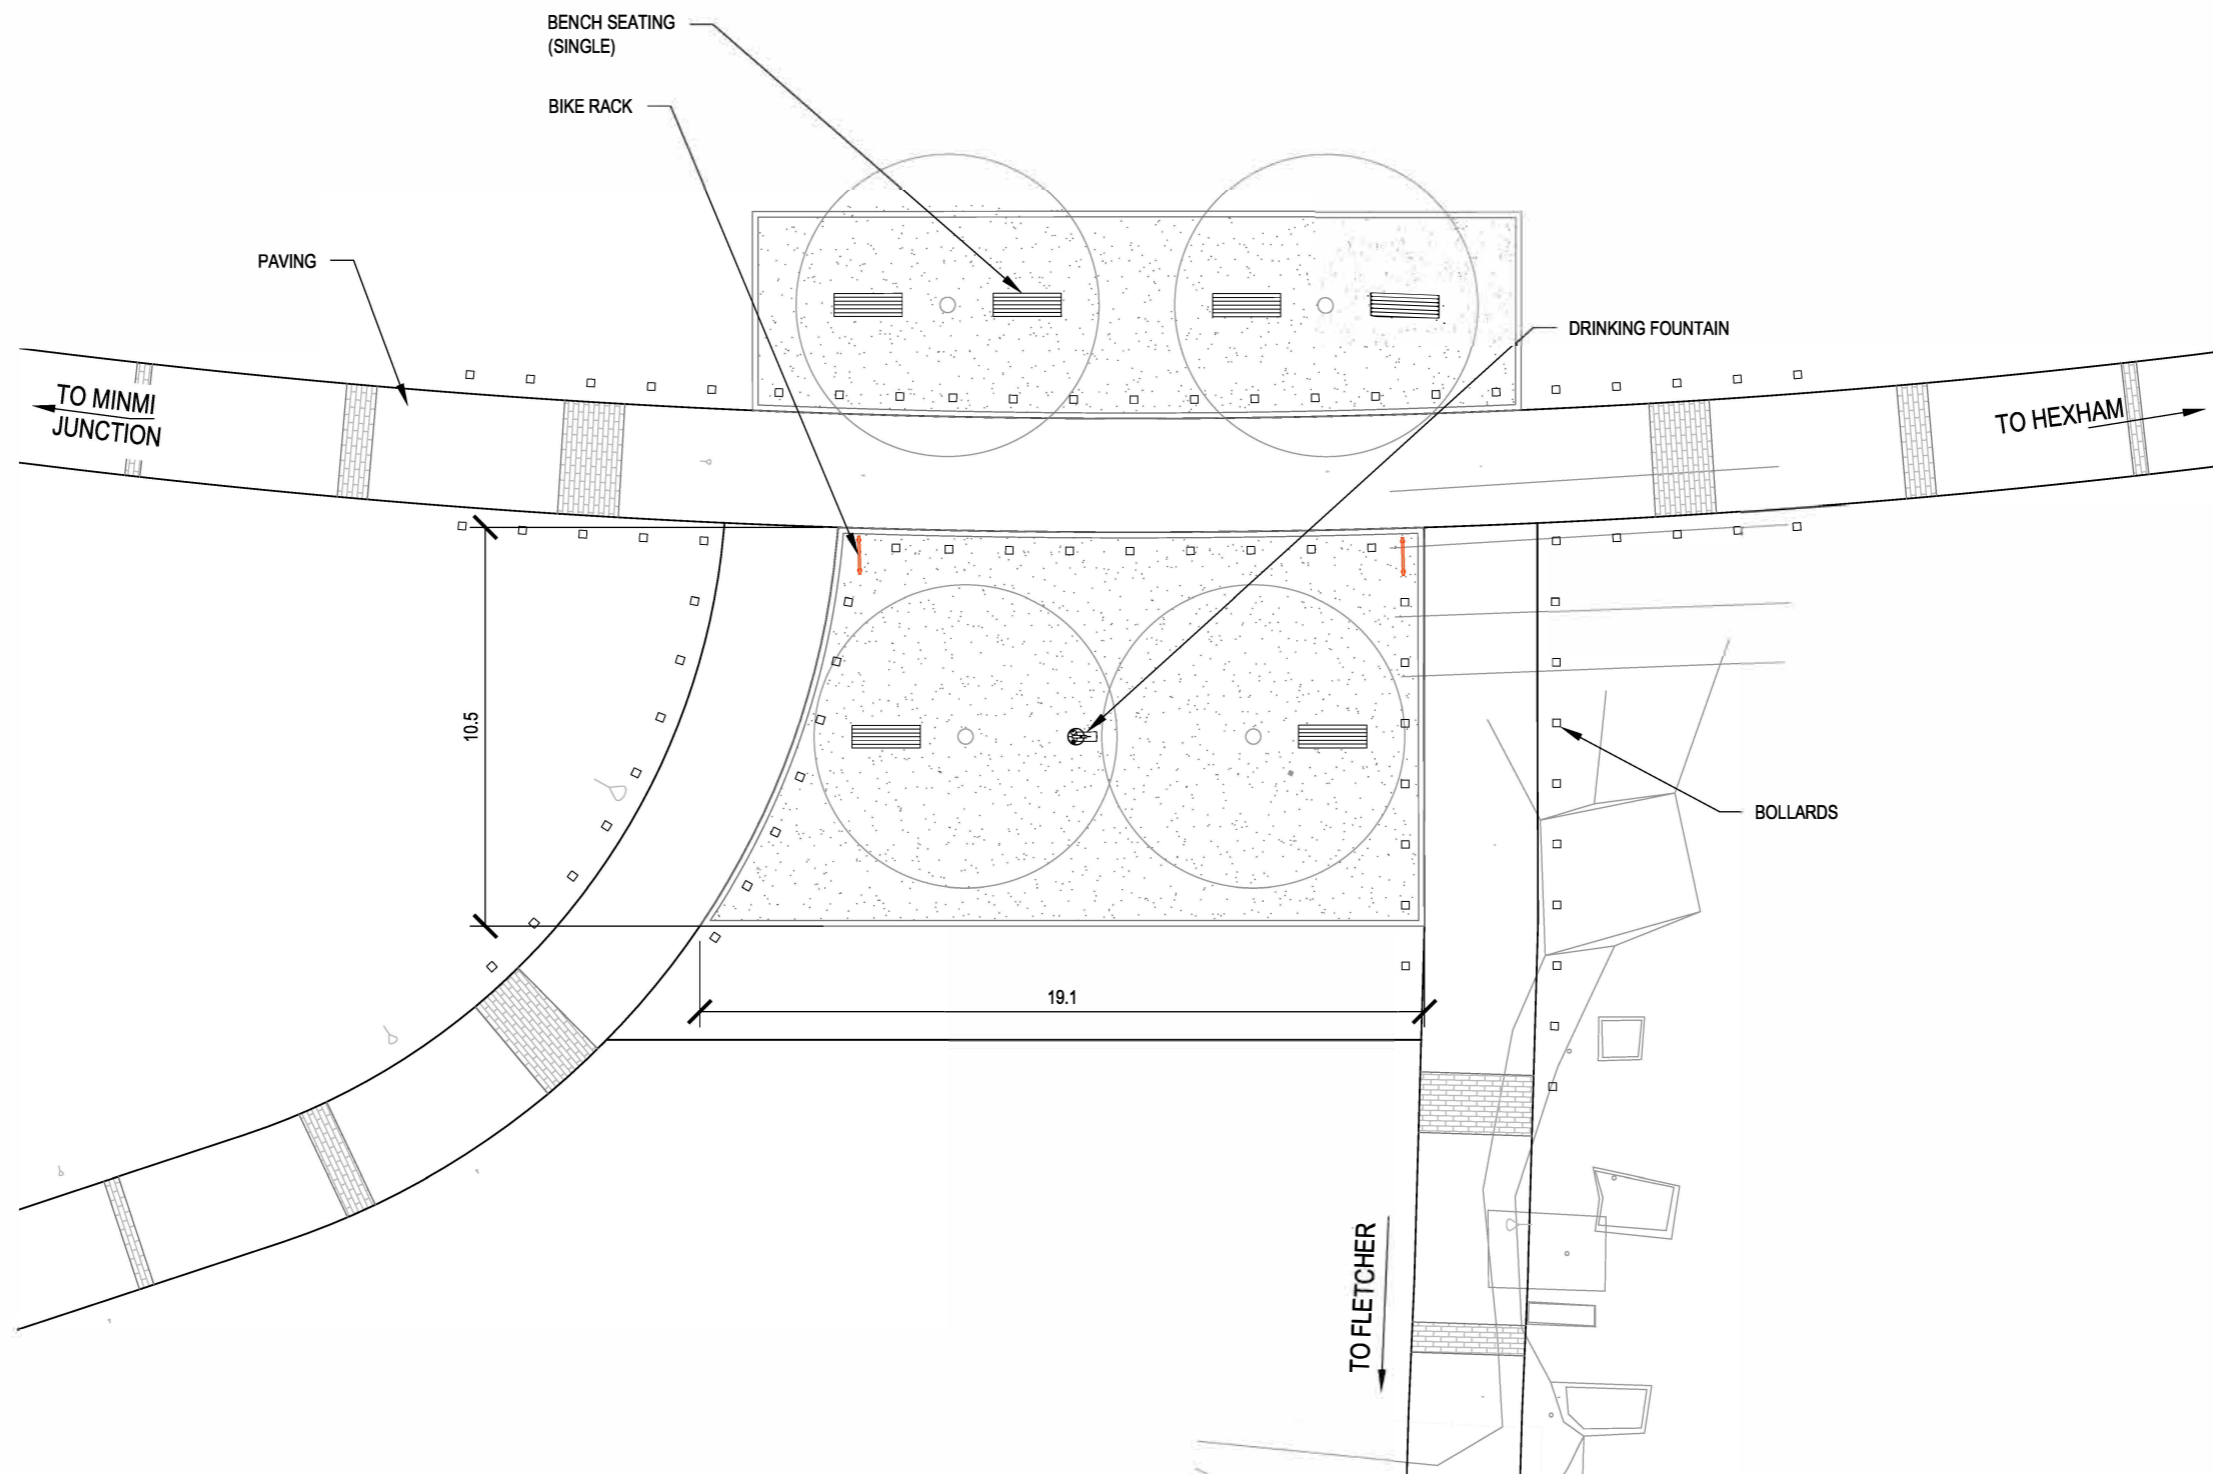 BENCH SEATING
(SINGLE)
BIKE RACK
PAVING
DRINKING FOUNTAIN
TO MINMI
JUNCTION
TO HEXHAM
10.5
BOLLARDS
19.1
TO FLETCHER